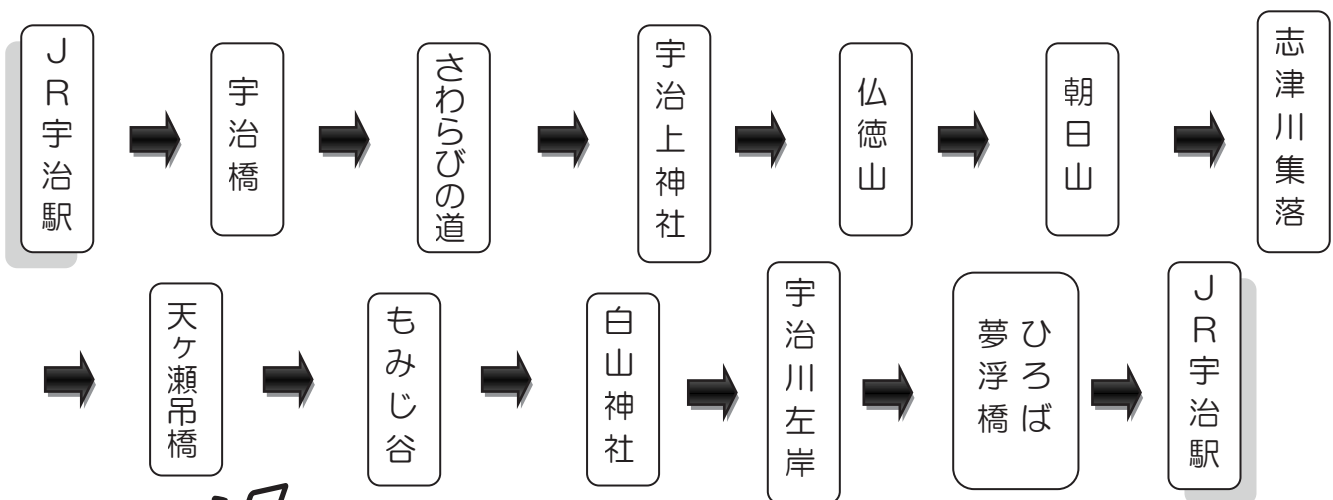 JR宇治駅
宇治橋
さわらびの道
宇治上神社
仏徳山
朝日山
志津川集落
天ヶ瀬吊橋
もみじ谷
白山神社
宇治川左岸
ひろば
夢浮橋
JR宇治駅